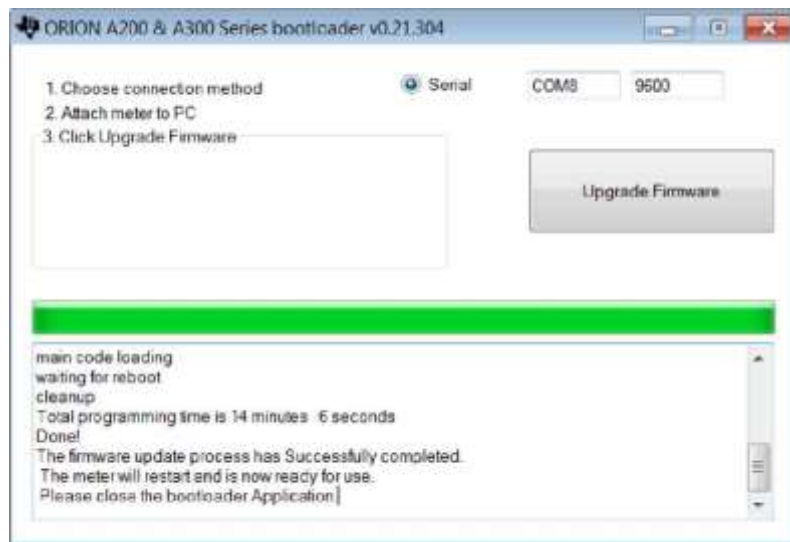 ORION A200 & A300 Series bootloader v0.21.304
1. Choose connection method
Serial
COM8
9600
2. Attach meter to PC
3. Click Upgrade Firmware
Upgrade Firmware
main code loading
waiting for reboot
cleanup
Total programming time is 14 minutes 6 seconds
Done!
The firmware update process has Successfully completed.
The meter will restart and is now ready for use.
Please close the bootloader Application